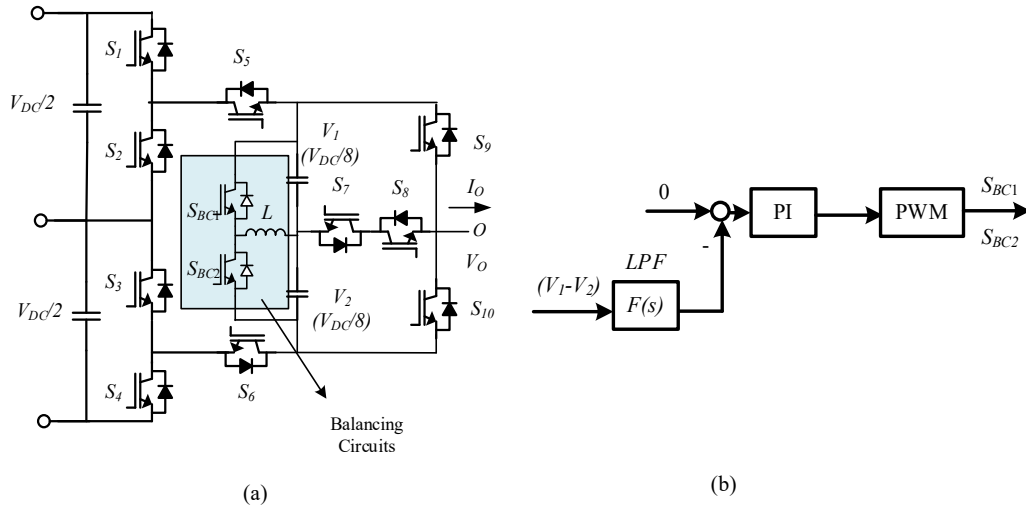 S1
S5
VDC/2
S2
V1
(VDC/8)
S9
S7
S8
IO
SBC1
L
O
VO
SBC2
S3
V2
(VDC/8)
S10
VDC/2
S4
S6
Balancing
Circuits
(a)
0
PI
PWM
SBC1
SBC2
-
LPF
(V1-V2)
F(s)
(b)